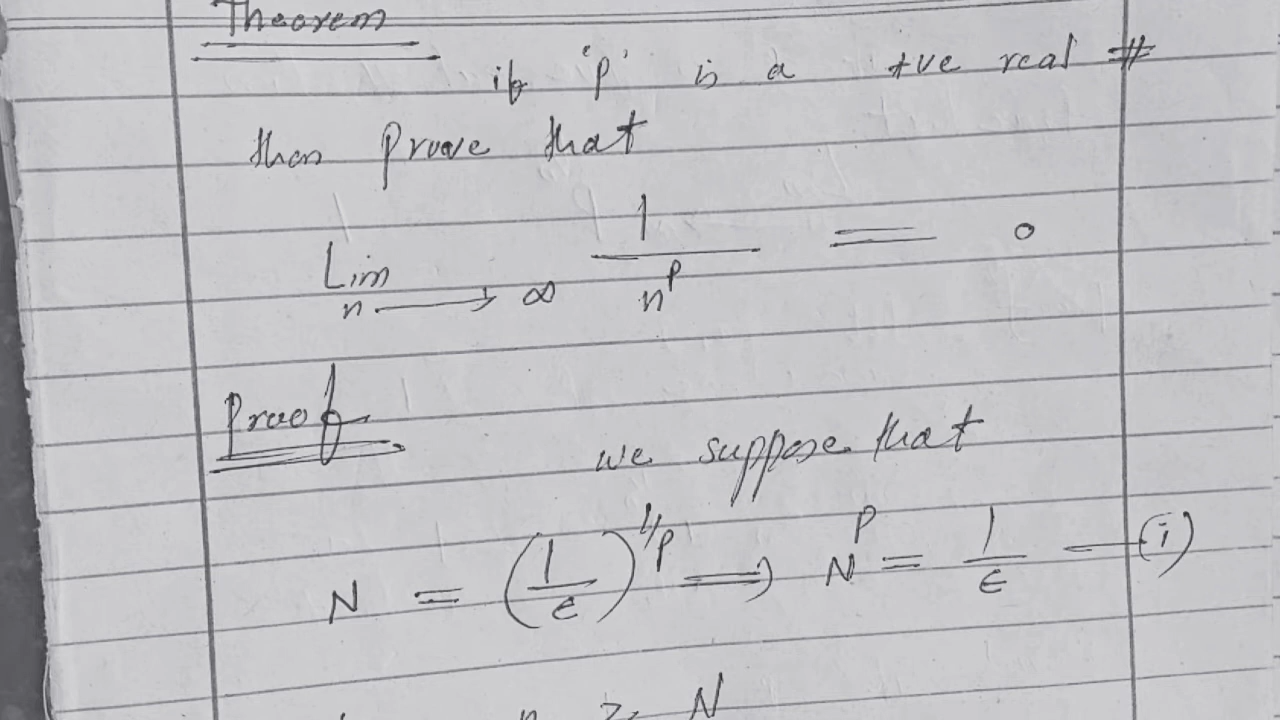 Theorem
if 'p' is a +ve real #
then Prove that
Lim n → ∞ 1/n^p = 0
Proof
we suppose that
N = (1/ε)^1/p ⟹ N^p = 1/ε — (i)
n > N